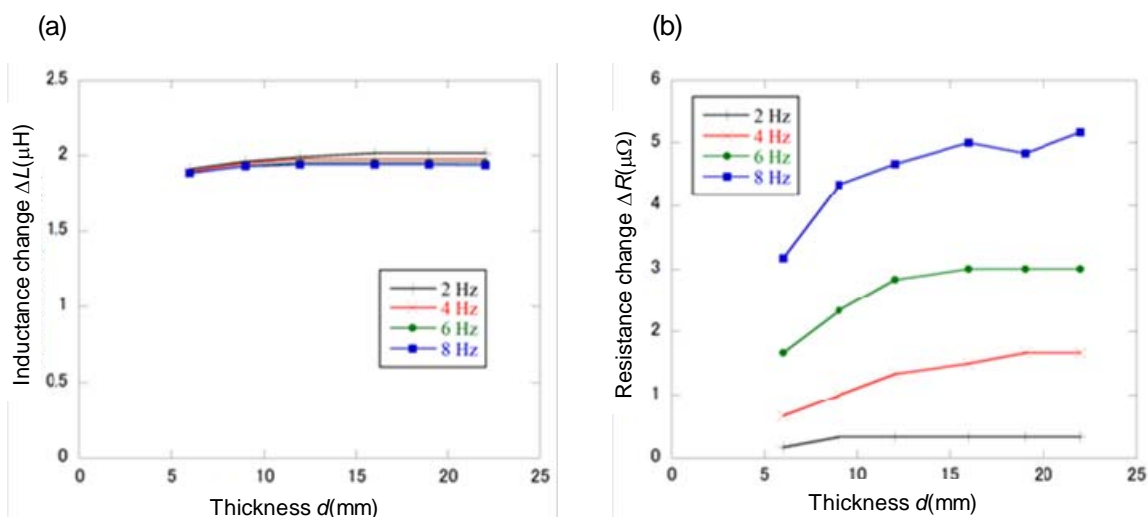 (a)
(b)
2.5
2
1.5
1
0.5
0
0
5
10
15
20
25
Inductance change ΔL(μH)
Thickness d(mm)
2 Hz
4 Hz
6 Hz
8 Hz
6
5
4
3
2
1
0
0
5
10
15
20
25
Resistance change ΔR(μΩ)
Thickness d(mm)
2 Hz
4 Hz
6 Hz
8 Hz